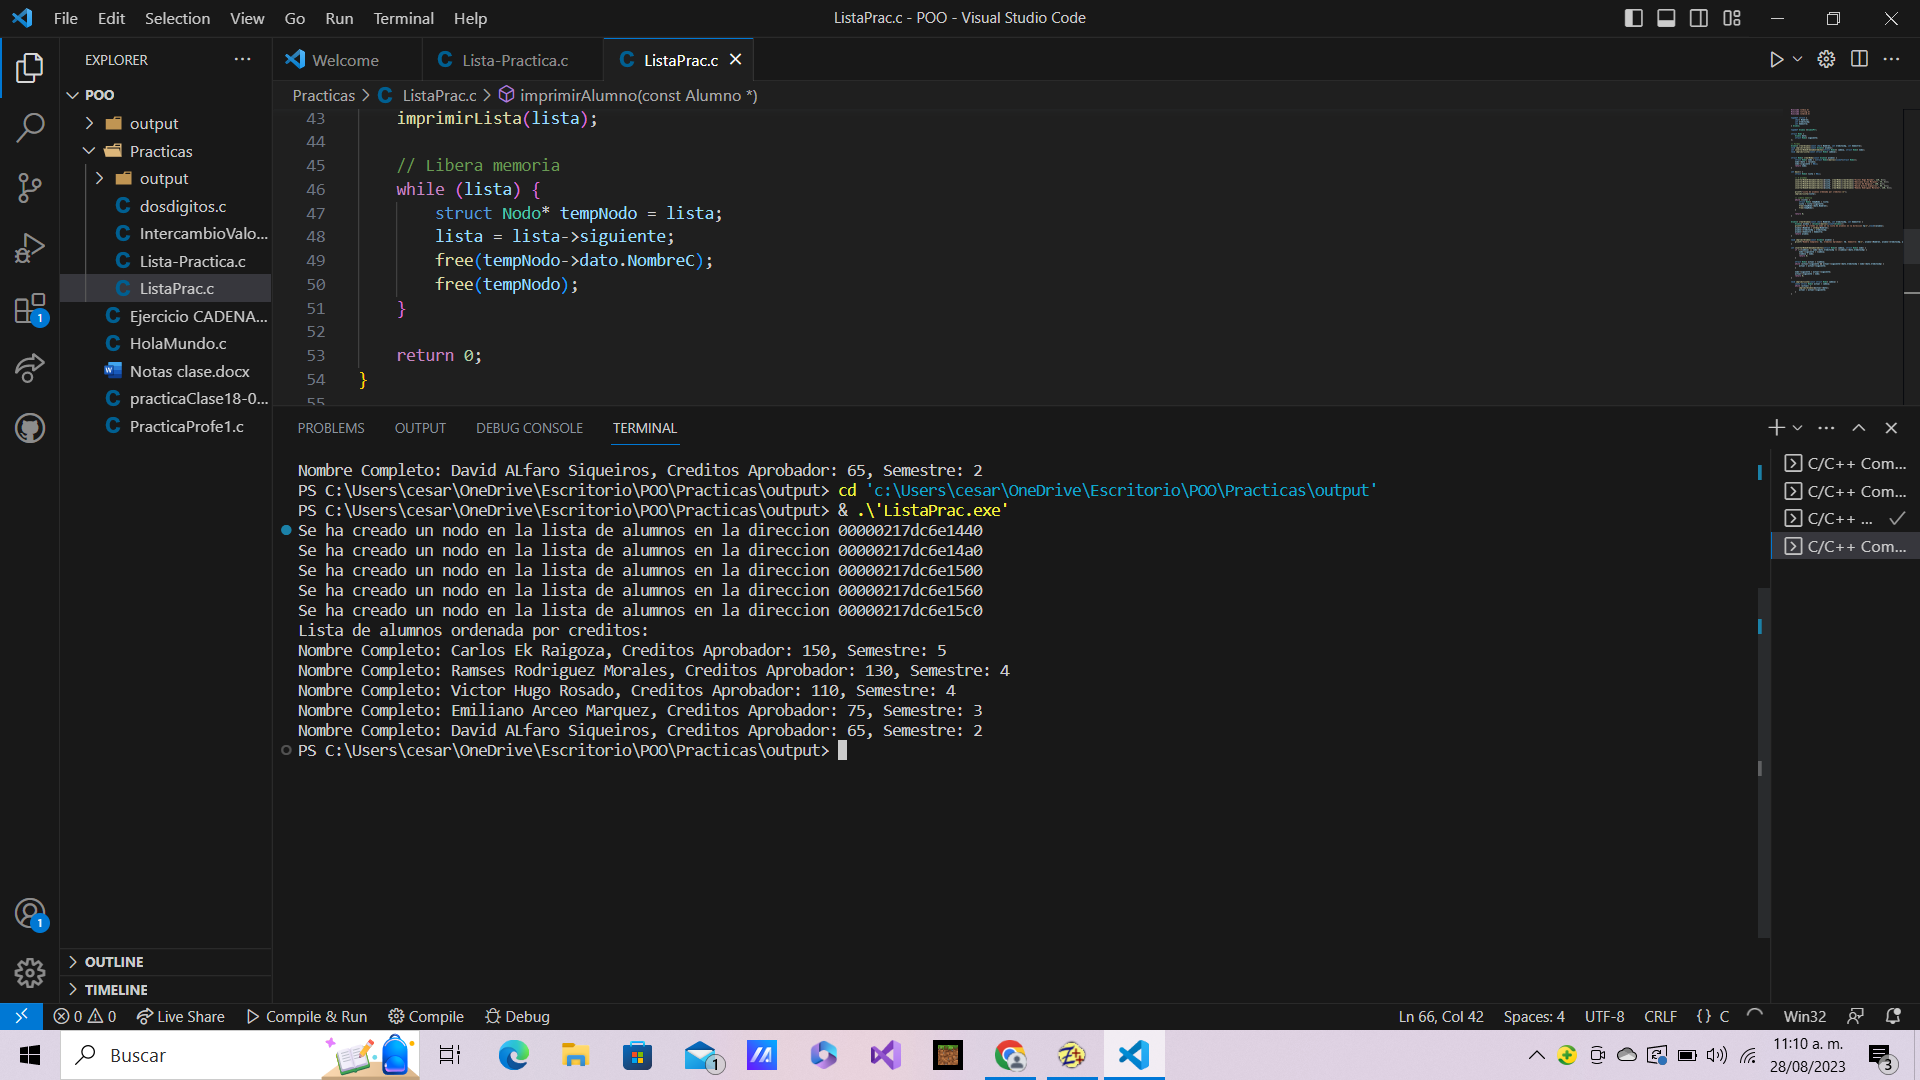 File Edit Selection View Go Run Terminal Help
ListaPrac.c - POO - Visual Studio Code
EXPLORER
POO
output
Practicas
output
dosdigitos.c
IntercambioValo...
Lista-Practica.c
ListaPrac.c
Ejercicio CADENA...
HolaMundo.c
Notas clase.docx
practicaClase18-0...
PracticaProfe1.c
OUTLINE
TIMELINE
Welcome
Lista-Practica.c
ListaPrac.c
Practicas > C ListaPrac.c > imprimirAlumno(const Alumno *)
43 imprimirLista(lista);
44
45 // Libera memoria
46 while (lista) {
47 struct Nodo* tempNodo = lista;
48 lista = lista->siguiente;
49 free(tempNodo->dato.NombreC);
50 free(tempNodo);
51 }
52
53 return 0;
54 }
55
PROBLEMS OUTPUT DEBUG CONSOLE TERMINAL
Nombre Completo: David ALfaro Siqueiros, Creditos Aprobador: 65, Semestre: 2
PS C:\Users\cesar\OneDrive\Escritorio\POO\Practicas\output> cd 'c:\Users\cesar\OneDrive\Escritorio\POO\Practicas\output'
PS C:\Users\cesar\OneDrive\Escritorio\POO\Practicas\output> & .\'ListaPrac.exe'
Se ha creado un nodo en la lista de alumnos en la direccion 00000217dc6e1440
Se ha creado un nodo en la lista de alumnos en la direccion 00000217dc6e14a0
Se ha creado un nodo en la lista de alumnos en la direccion 00000217dc6e1500
Se ha creado un nodo en la lista de alumnos en la direccion 00000217dc6e1560
Se ha creado un nodo en la lista de alumnos en la direccion 00000217dc6e15c0
Lista de alumnos ordenada por creditos:
Nombre Completo: Carlos Ek Raigoza, Creditos Aprobador: 150, Semestre: 5
Nombre Completo: Ramses Rodriguez Morales, Creditos Aprobador: 130, Semestre: 4
Nombre Completo: Victor Hugo Rosado, Creditos Aprobador: 110, Semestre: 4
Nombre Completo: Emiliano Arceo Marquez, Creditos Aprobador: 75, Semestre: 3
Nombre Completo: David ALfaro Siqueiros, Creditos Aprobador: 65, Semestre: 2
PS C:\Users\cesar\OneDrive\Escritorio\POO\Practicas\output>
C/C++ Com...
C/C++ Com...
C/C++ ...
C/C++ Com...
1
1
0 0 Live Share Compile & Run Compile Debug
Ln 66, Col 42 Spaces: 4 UTF-8 CRLF {} C Win32
Buscar
1
11:10 a. m.
28/08/2023
3